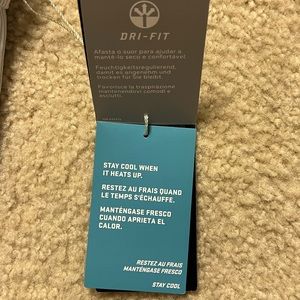 DRI-FIT
Afasta o suor para ajudar a
mantê-lo seco e confortável.
Feuchtigkeitsregulierend,
damit es angenehm und
trocken für Sie bleibt.
Favorisce la traspirazione
mantenendovi comodi e
asciutti.
STAY COOL WHEN
IT HEATS UP.
RESTEZ AU FRAIS QUAND
LE TEMPS S'ÉCHAUFFE.
MANTÉNGASE FRESCO
CUANDO APRIETA EL
CALOR.
RESTEZ AU FRAIS
MANTÉNGASE FRESCO
STAY COOL